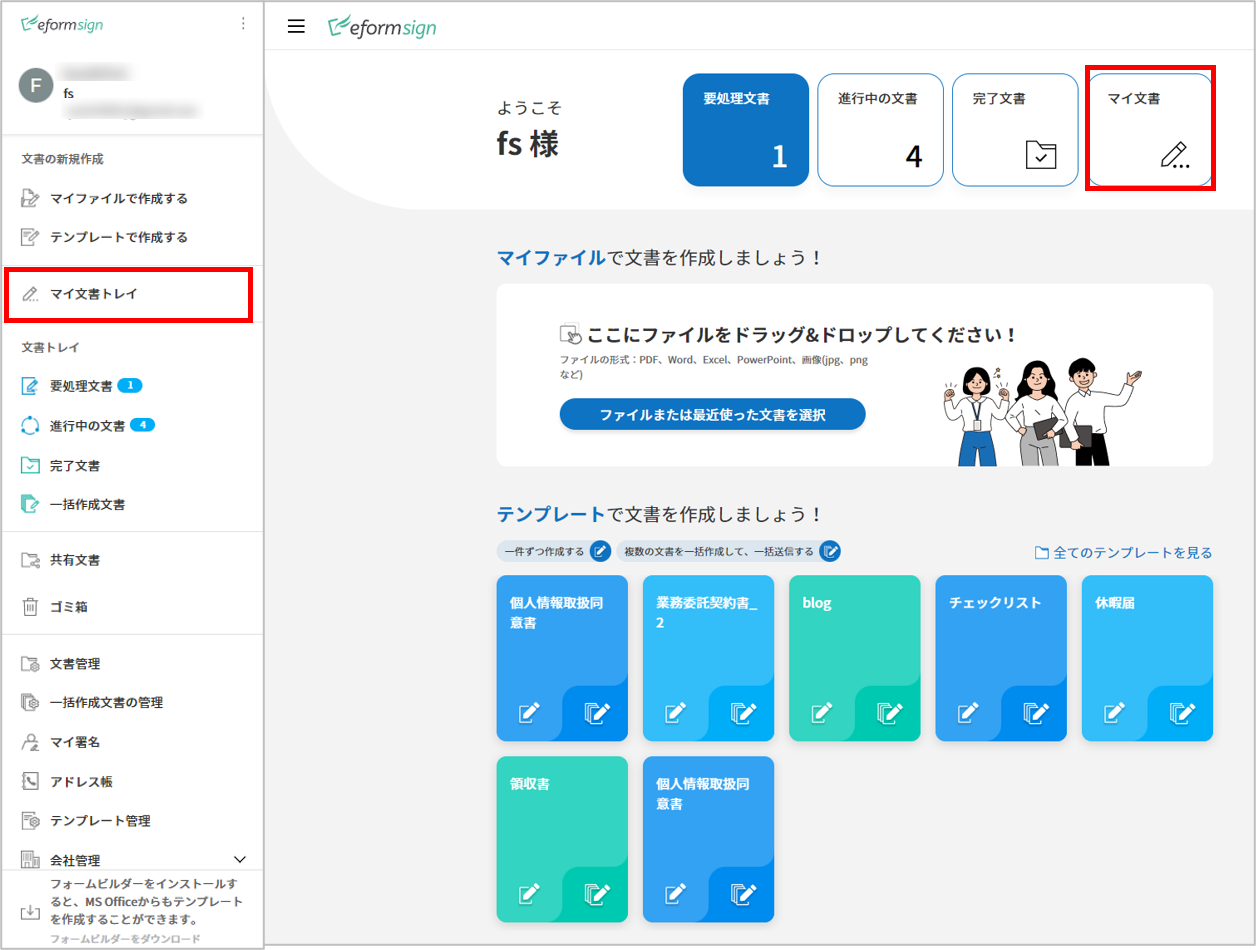 eformsign
F
fs
文書の新規作成
マイファイルで作成する
テンプレートで作成する
マイ文書トレイ
文書トレイ
要処理文書 1
進行中の文書 4
完了文書
一括作成文書
共有文書
ゴミ箱
文書管理
一括作成文書の管理
マイ署名
アドレス帳
テンプレート管理
会社管理
フォームビルダーをインストールす
ると、MS Officeからもテンプレート
を作成することができます。
フォームビルダーをダウンロード
eformsign
ようこそ
fs 様
要処理文書
1
進行中の文書
4
完了文書
マイ文書
マイファイルで文書を作成しましょう！
ここにファイルをドラッグ&ドロップしてください！
ファイルの形式：PDF、Word、Excel、PowerPoint、画像(jpg、png
など)
ファイルまたは最近使った文書を選択
テンプレートで文書を作成しましょう！
一件ずつ作成する
複数の文書を一括作成して、一括送信する
全てのテンプレートを見る
個人情報取扱同
意書
業務委託契約書_
2
blog
チェックリスト
休暇届
領収書
個人情報取扱同
意書